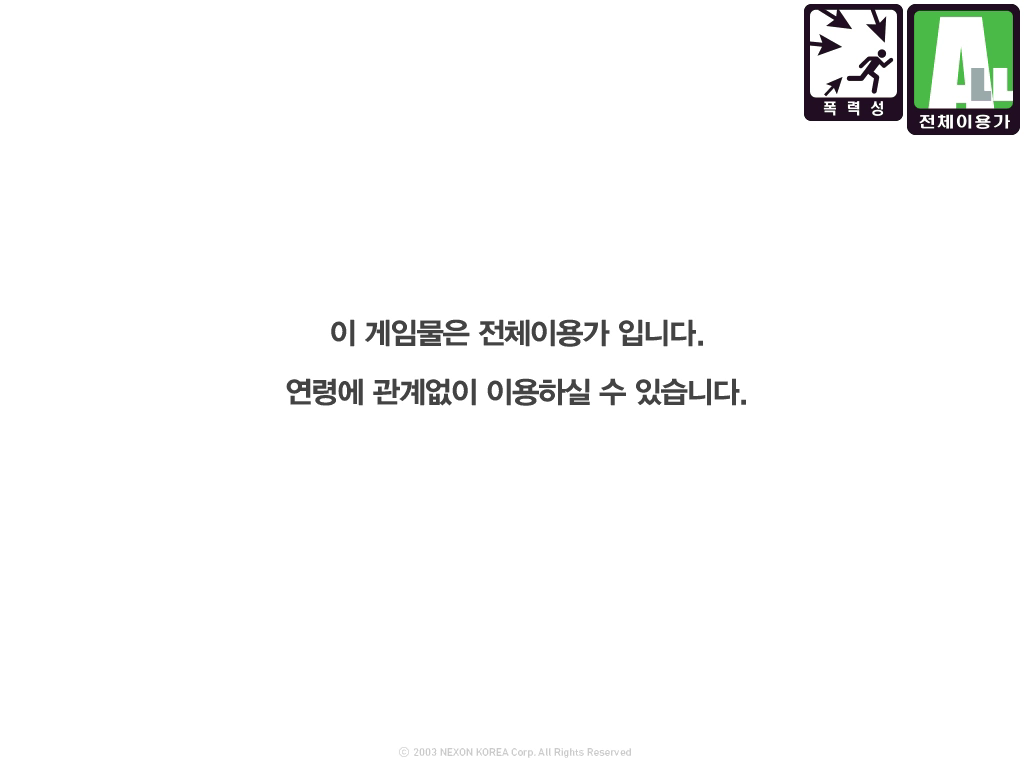 폭력성
ALL
전체이용가
이 게임물은 전체이용가 입니다.
연령에 관계없이 이용하실 수 있습니다.
ⓒ 2003 NEXON KOREA Corp. All Rights Reserved